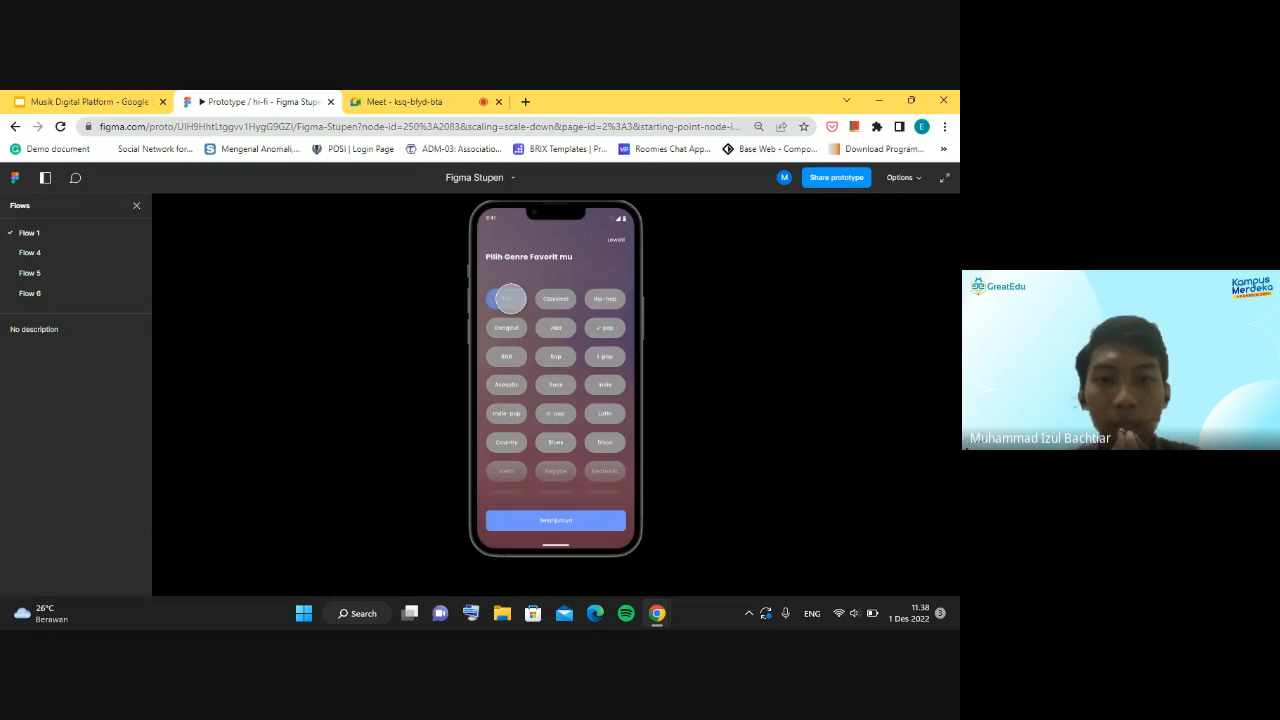 Musik Digital Platform - Google
Prototype / hi-fi - Figma Stupe
Meet - ksq-bfyd-bta
figma.com/proto/UIH9HhtLtggvv1HygG9GZI/Figma-Stupen?node-id=250%3A2083&scaling=scale-down&page-id=2%3A3&starting-point-node-i...
E
Demo document
Social Network for...
Mengenal Anomali,...
POSI | Login Page
ADM-03: Associatio...
BRIX Templates | Pr...
Roomies Chat App...
Base Web - Compo...
Download Program...
»
Figma Stupen
M
Share prototype
Options
Flows
Flow 1
Flow 4
Flow 5
Flow 6
No description
9:41
Lewati
Pilih Genre Favorit mu
Classical
Hip-hop
Dangdut
Jazz
J-pop
R&B
Rap
Acoustic
Rock
Indie
Indie-pop
K-pop
Latin
Country
Blues
Disco
Metal
Reggae
Electronic
Selanjutnya
GreatEdu
Kampus
Merdeka
Muhammad Izul Bachtiar
26°C
Berawan
Search
ENG
11.38
1 Des 2022
3